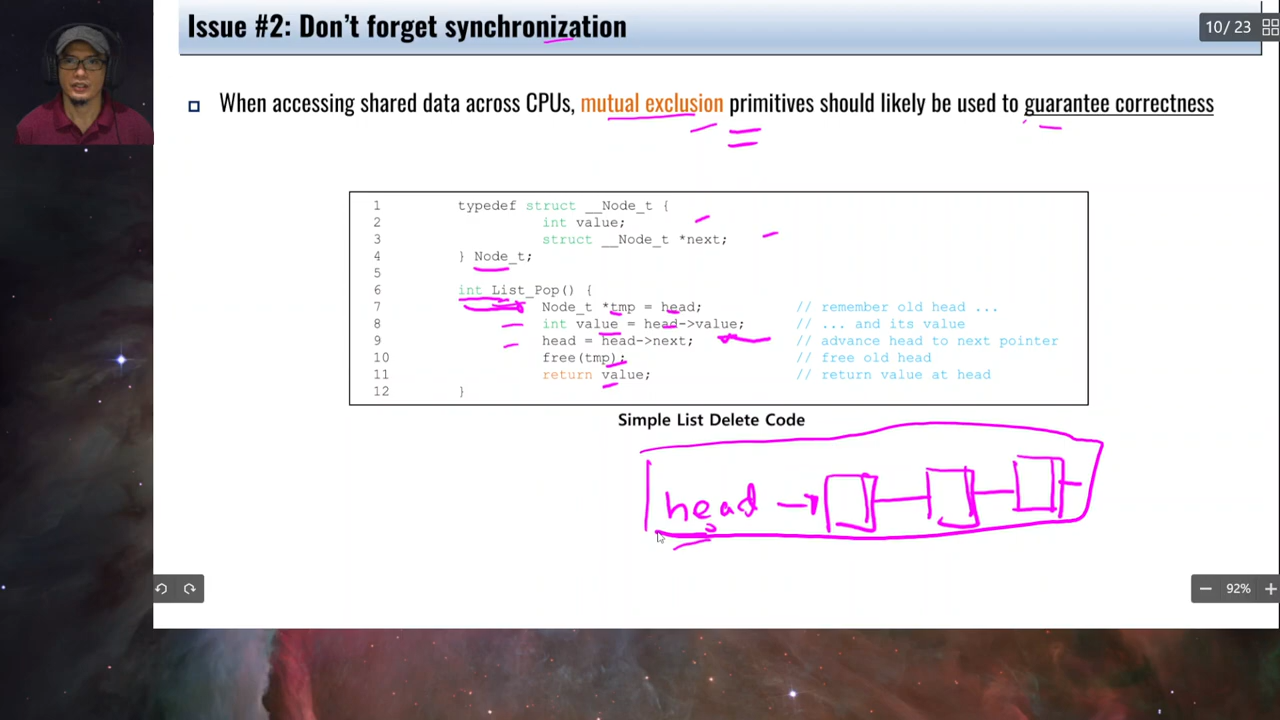 Issue #2: Don't forget synchronization
10 / 23
When accessing shared data across CPUs, mutual exclusion primitives should likely be used to guarantee correctness
1 typedef struct __Node_t {
2 int value;
3 struct __Node_t *next;
4 } Node_t;
5
6 int List_Pop() {
7 Node_t *tmp = head; // remember old head ...
8 int value = head->value; // ... and its value
9 head = head->next; // advance head to next pointer
10 free(tmp); // free old head
11 return value; // return value at head
12 }
Simple List Delete Code
head
92%